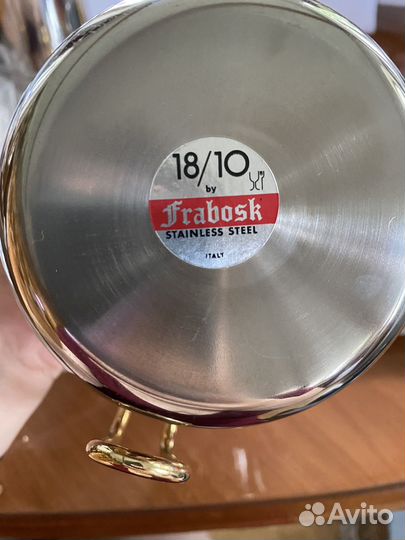 18/10
by
Frabosk
STAINLESS STEEL
ITALY
Avito